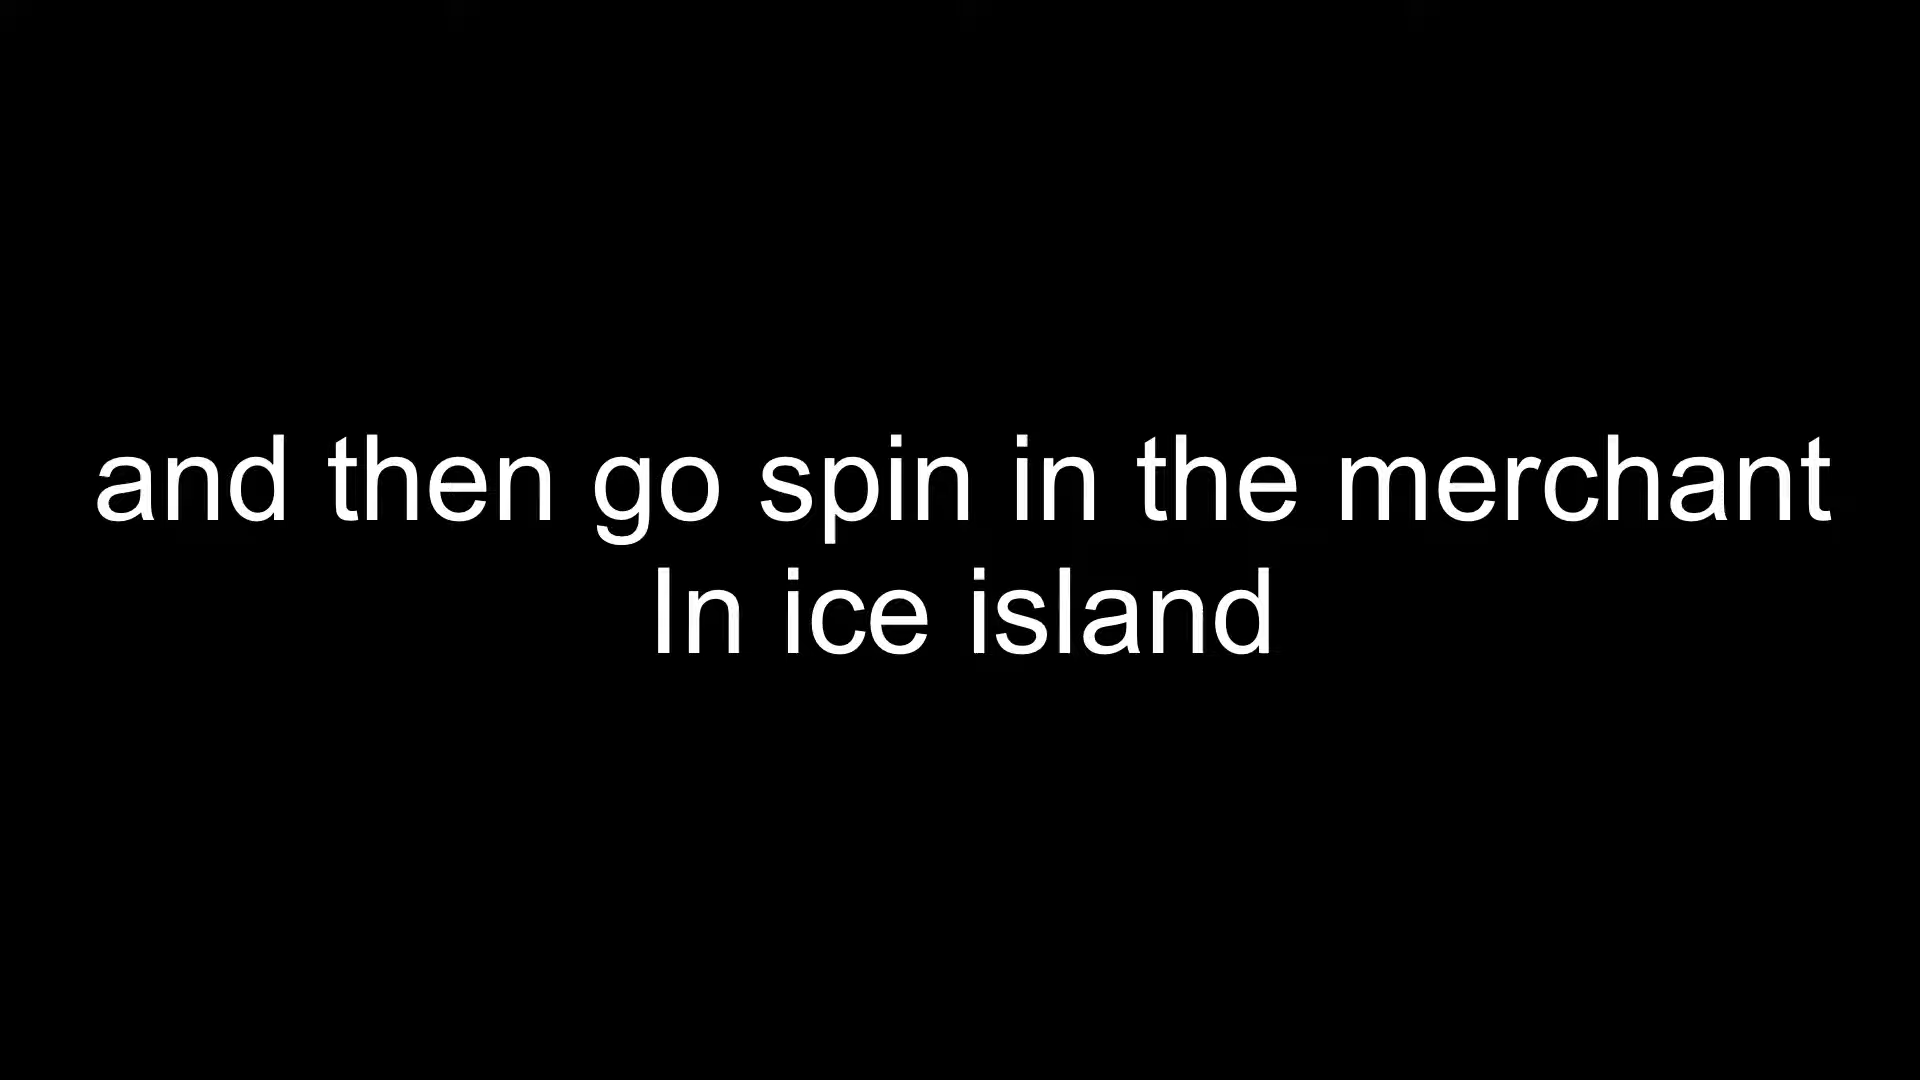 and then go spin in the merchant
In ice island